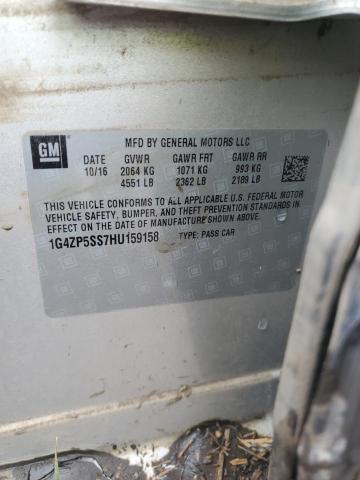 GM
MFD BY GENERAL MOTORS LLC
DATE GVWR GAWR FRT GAWR RR
10/16 2064 KG 1071 KG 993 KG
4551 LB 2362 LB 2189 LB
THIS VEHICLE CONFORMS TO ALL APPLICABLE U.S. FEDERAL MOTOR
VEHICLE SAFETY, BUMPER, AND THEFT PREVENTION STANDARDS IN
EFFECT ON THE DATE OF MANUFACTURE SHOWN ABOVE.
1G4ZP5SS7HU159158 TYPE: PASS CAR